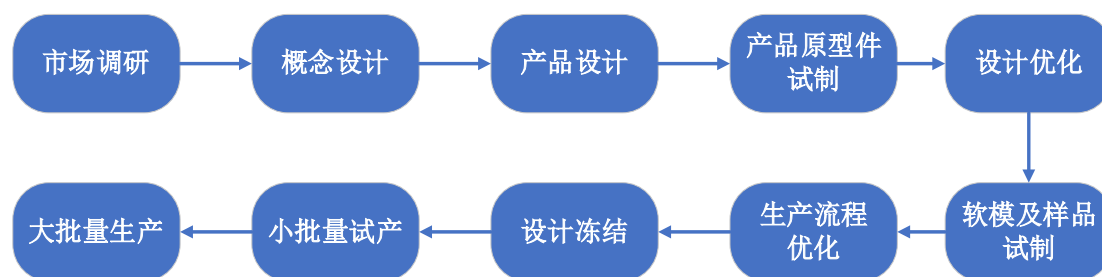 市场调研
概念设计
产品设计
产品原型件
试制
设计优化
软模及样品
试制
生产流程
优化
设计冻结
小批量试产
大批量生产